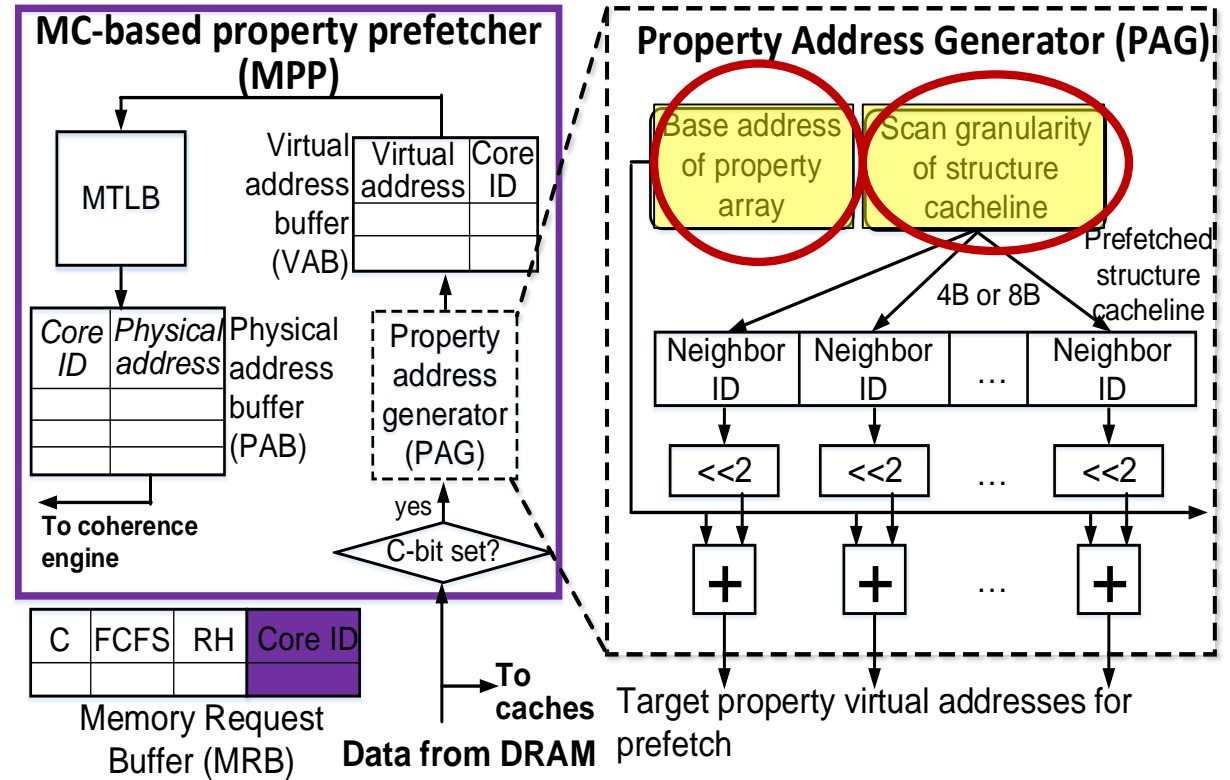 MC-based property prefetcher
(MPP)
MTLB
Virtual
address
buffer
(VAB)
Virtual
address
Core
ID
Core
ID
Physical
address
Physical
address
buffer
(PAB)
Property
address
generator
(PAG)
To coherence
engine
yes
C-bit set?
C
FCFS
RH
Core ID
Memory Request
Buffer (MRB)
To
caches
Data from DRAM
Property Address Generator (PAG)
Base address
of property
array
Scan granularity
of structure
cacheline
Prefetched
structure
cacheline
4B or 8B
Neighbor
ID
Neighbor
ID
...
Neighbor
ID
<<2
<<2
...
<<2
+
+
...
+
Target property virtual addresses for
prefetch